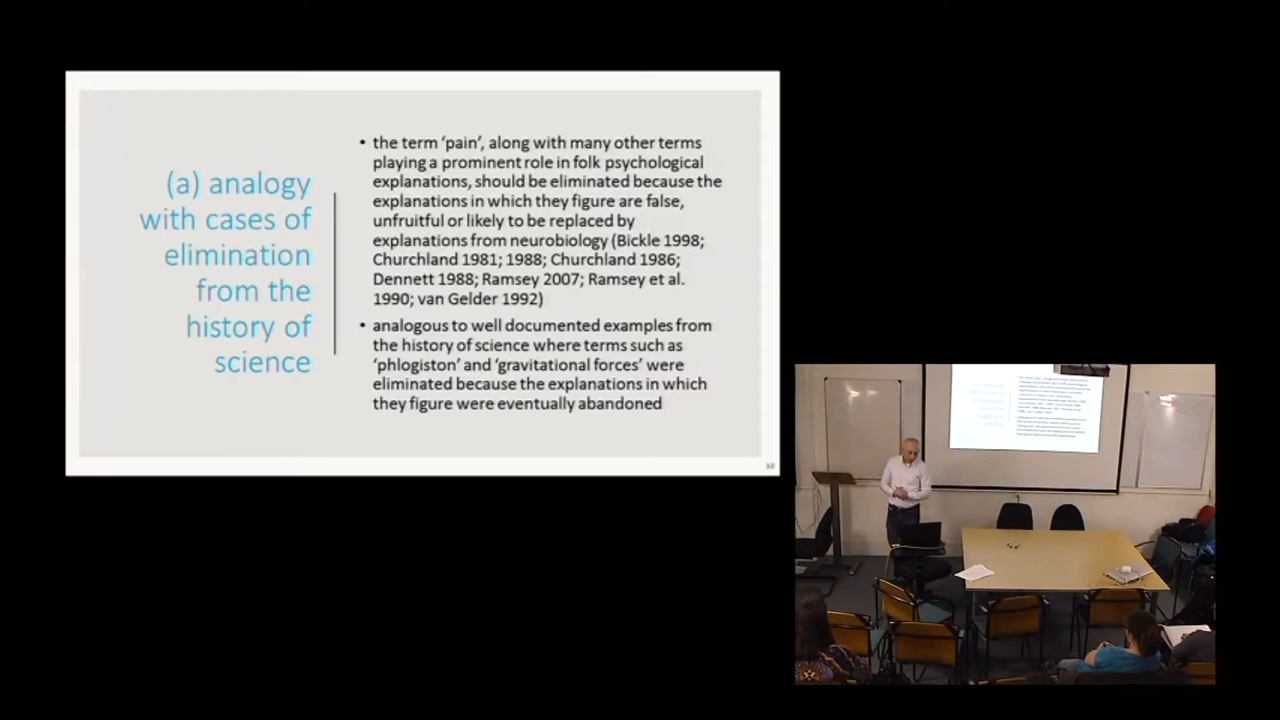 (a) analogy
with cases of
elimination
from the
history of
science
• the term ‘pain’, along with many other terms
playing a prominent role in folk psychological
explanations, should be eliminated because the
explanations in which they figure are false,
unfruitful or likely to be replaced by
explanations from neurobiology (Bickle 1998;
Churchland 1981; 1988; Churchland 1986;
Dennett 1988; Ramsey 2007; Ramsey et al.
1990; van Gelder 1992)
• analogous to well documented examples from
the history of science where terms such as
‘phlogiston’ and ‘gravitational forces’ were
eliminated because the explanations in which
they figure were eventually abandoned
10